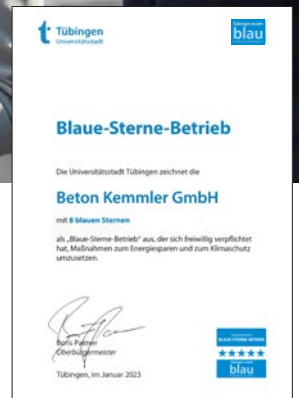 Tübingen
Universitätsstadt
Tübingen macht
blau
Blaue-Sterne-Betrieb
Die Universitätsstadt Tübingen zeichnet die
Beton Kemmler GmbH
mit 8 blauen Sternen
als „Blaue-Sterne-Betrieb“ aus, der sich freiwillig verpflichtet
hat, Maßnahmen zum Energiesparen und zum Klimaschutz
umzusetzen.
Boris Palmer
Oberbürgermeister
Tübingen, im Januar 2023
BLAUE-STERNE-BETRIEB
Tübingen macht
blau